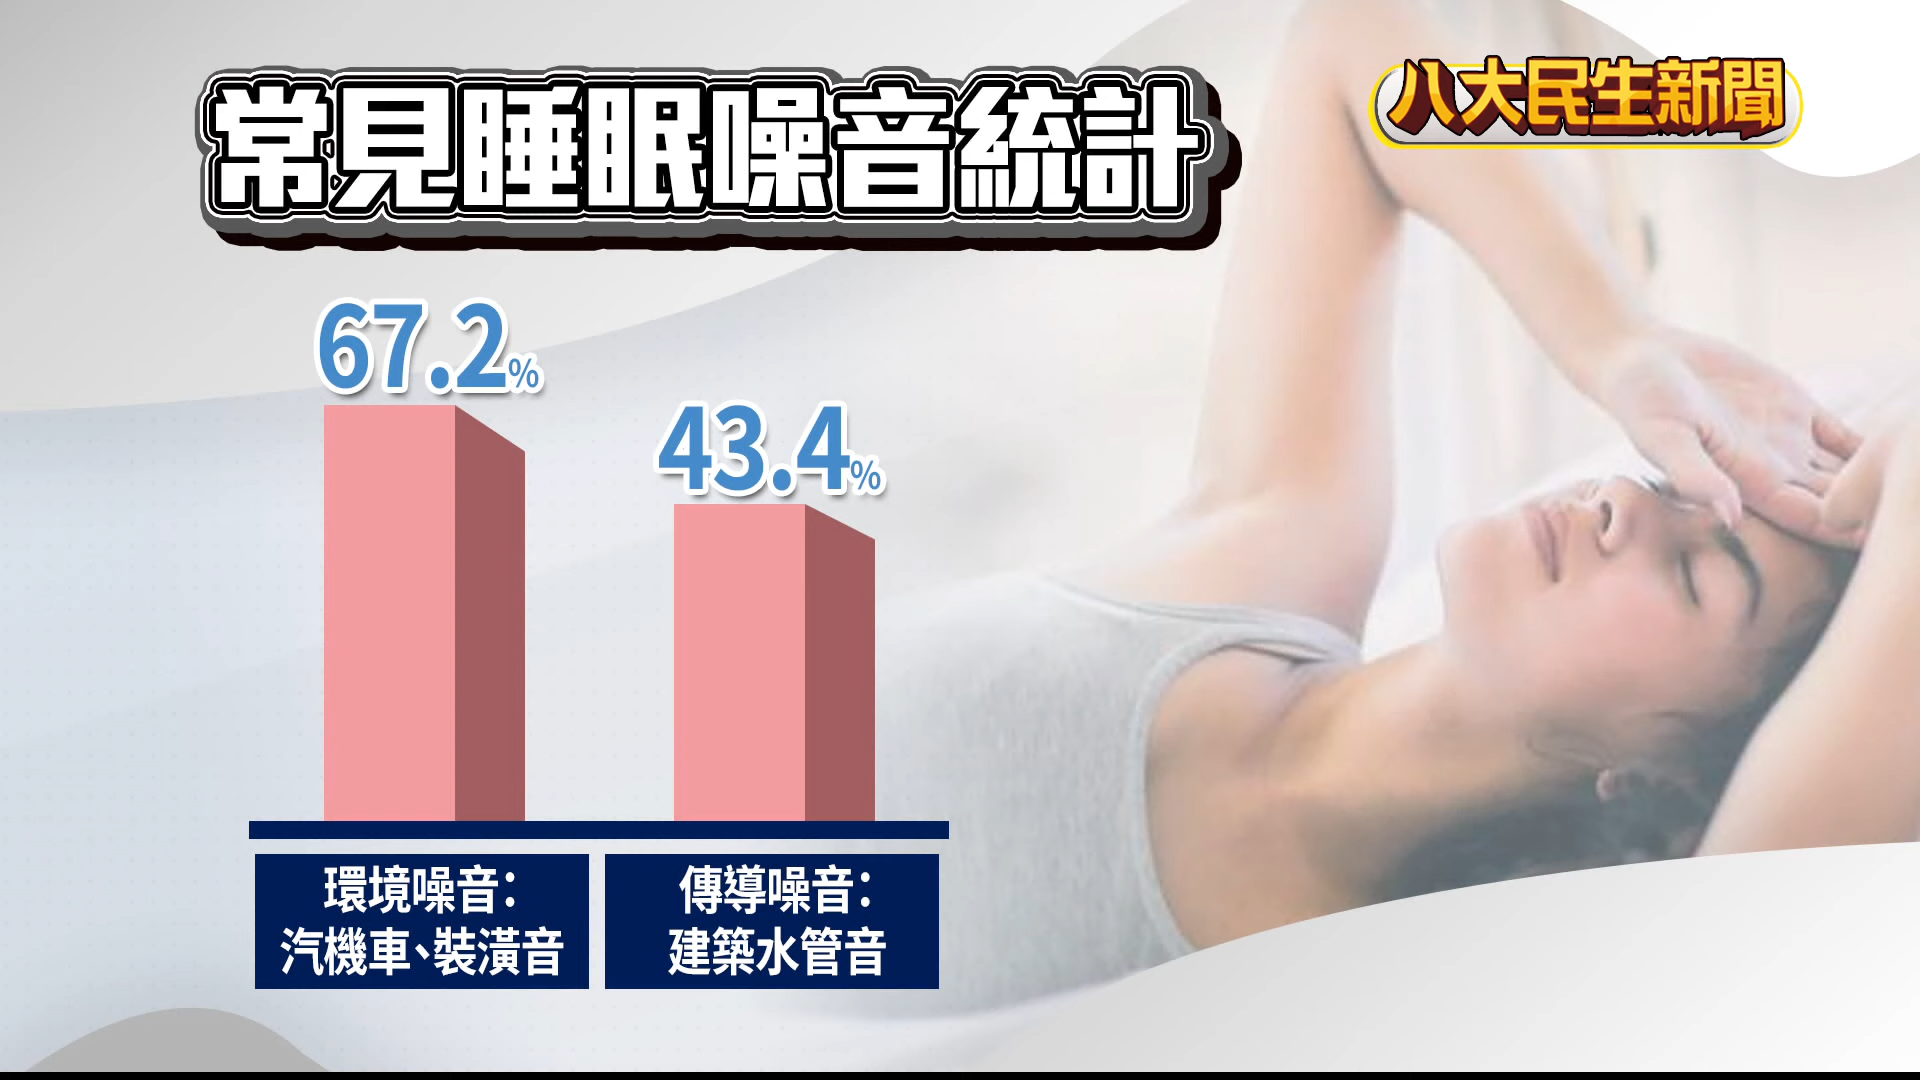 常見睡眠噪音統計
八大民生新聞
67.2%
43.4%
環境噪音：
汽機車、裝潢音
傳導噪音：
建築水管音